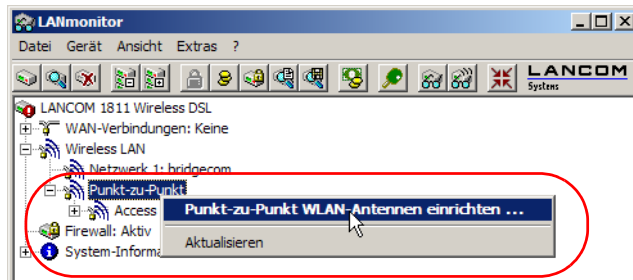 LANmonitor
Datei Gerät Ansicht Extras ?
LANCOM
Systems
LANCOM 1811 Wireless DSL
WAN-Verbindungen: Keine
Wireless LAN
Netzwerk 1: bridgecom
Punkt-zu-Punkt
Access
Punkt-zu-Punkt WLAN-Antennen einrichten ...
Firewall: Aktiv
Aktualisieren
System-Informa